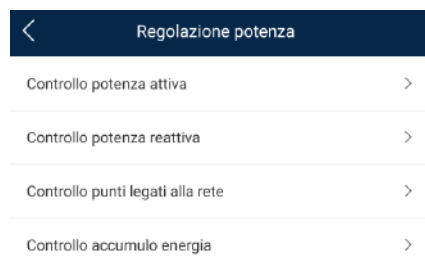 Regolazione potenza
Controllo potenza attiva
Controllo potenza reattiva
Controllo punti legati alla rete
Controllo accumulo energia